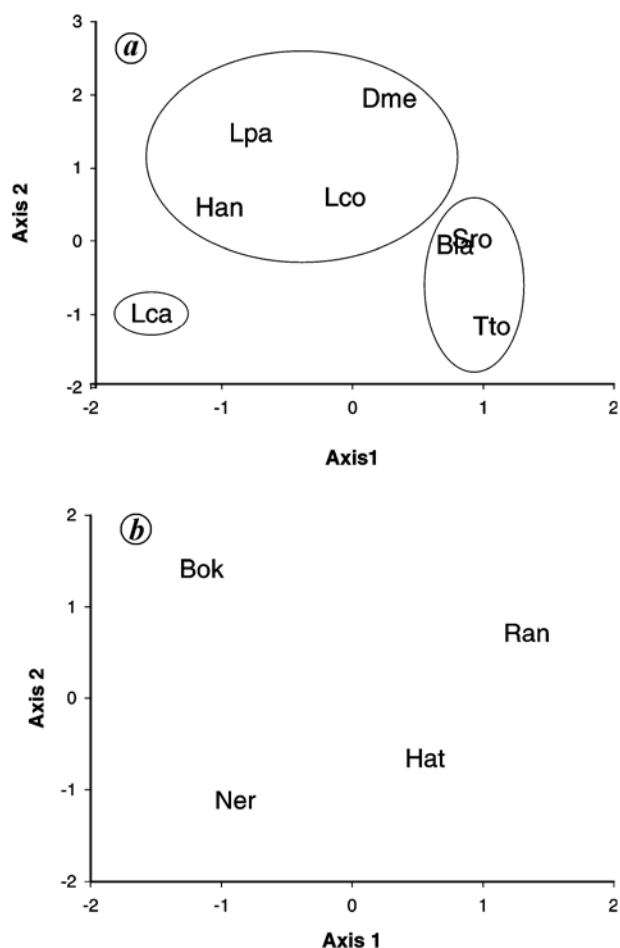 a
3
Dme
2
Lpa
1
Lco
Han
Axis 2
0
Bla Sro
-1
Lca
Tto
-2
-2 -1 0 1 2
Axis1
b
2
Bok
1
Ran
Axis 2
0
Hat
-1
Ner
-2
-2 -1 0 1 2
Axis 1